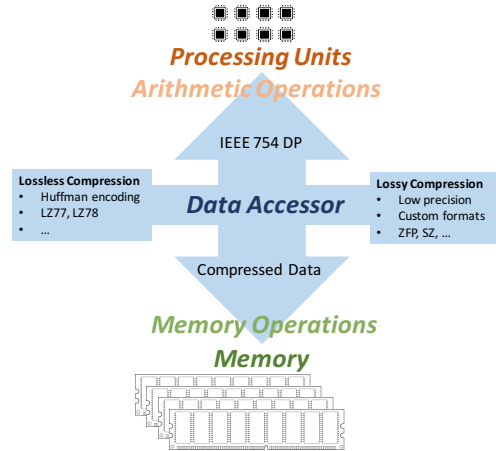 Processing Units
Arithmetic Operations
IEEE 754 DP
Lossless Compression
• Huffman encoding
• LZ77, LZ78
• ...
Data Accessor
Lossy Compression
• Low precision
• Custom formats
• ZFP, SZ, ...
Compressed Data
Memory Operations
Memory